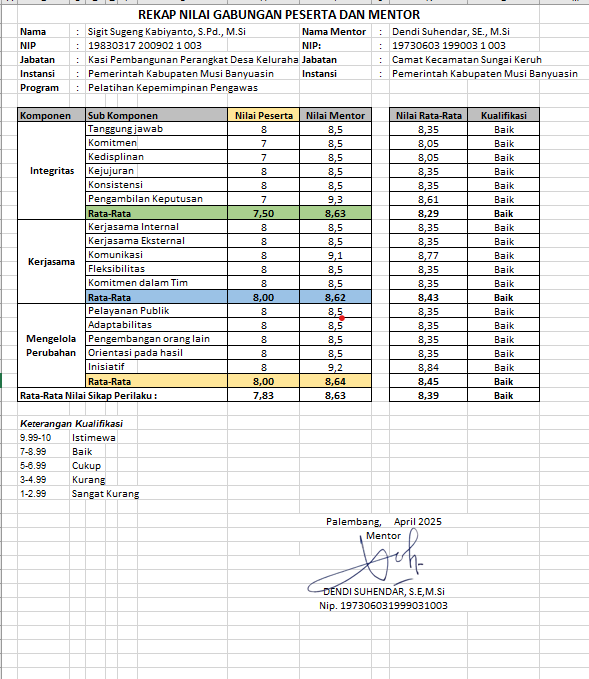 REKAP NILAI GABUNGAN PESERTA DAN MENTOR
Nama : Sigit Sugeng Kabiyanto, S.Pd., M.Si Nama Mentor : Dendi Suhendar, SE., M.Si
NIP : 19830317 200902 1 003 NIP: : 19730603 199003 1 003
Jabatan : Kasi Pembangunan Perangkat Desa Keluraha Jabatan : Camat Kecamatan Sungai Keruh
Instansi : Pemerintah Kabupaten Musi Banyuasin Instansi : Pemerintah Kabupaten Musi Banyuasin
Program : Pelatihan Kepemimpinan Pengawas
Komponen Sub Komponen Nilai Peserta Nilai Mentor Nilai Rata-Rata Kualifikasi
Tanggung jawab 8 8,5 8,35 Baik
Komitmen 7 8,5 8,05 Baik
Kedisplinan 7 8,5 8,05 Baik
Integritas Kejujuran 8 8,5 8,35 Baik
Konsistensi 8 8,5 8,35 Baik
Pengambilan Keputusan 7 9,3 8,61 Baik
Rata-Rata 7,50 8,63 8,29 Baik
Kerjasama Internal 8 8,5 8,35 Baik
Kerjasama Eksternal 8 8,5 8,35 Baik
Komunikasi 8 9,1 8,77 Baik
Kerjasama Fleksibilitas 8 8,5 8,35 Baik
Komitmen dalam Tim 8 8,5 8,35 Baik
Rata-Rata 8,00 8,62 8,43 Baik
Pelayanan Publik 8 8,5 8,35 Baik
Adaptabilitas 8 8,5 8,35 Baik
Mengelola Pengembangan orang lain 8 8,5 8,35 Baik
Perubahan Orientasi pada hasil 8 8,5 8,35 Baik
Inisiatif 8 9,2 8,84 Baik
Rata-Rata 8,00 8,64 8,45 Baik
Rata-Rata Nilai Sikap Perilaku : 7,83 8,63 8,39 Baik
Keterangan Kualifikasi
9.99-10 Istimewa
7-8.99 Baik
5-6.99 Cukup
3-4.99 Kurang
1-2.99 Sangat Kurang
Palembang, April 2025
Mentor
DENDI SUHENDAR, S.E,M.Si
Nip. 197306031999031003